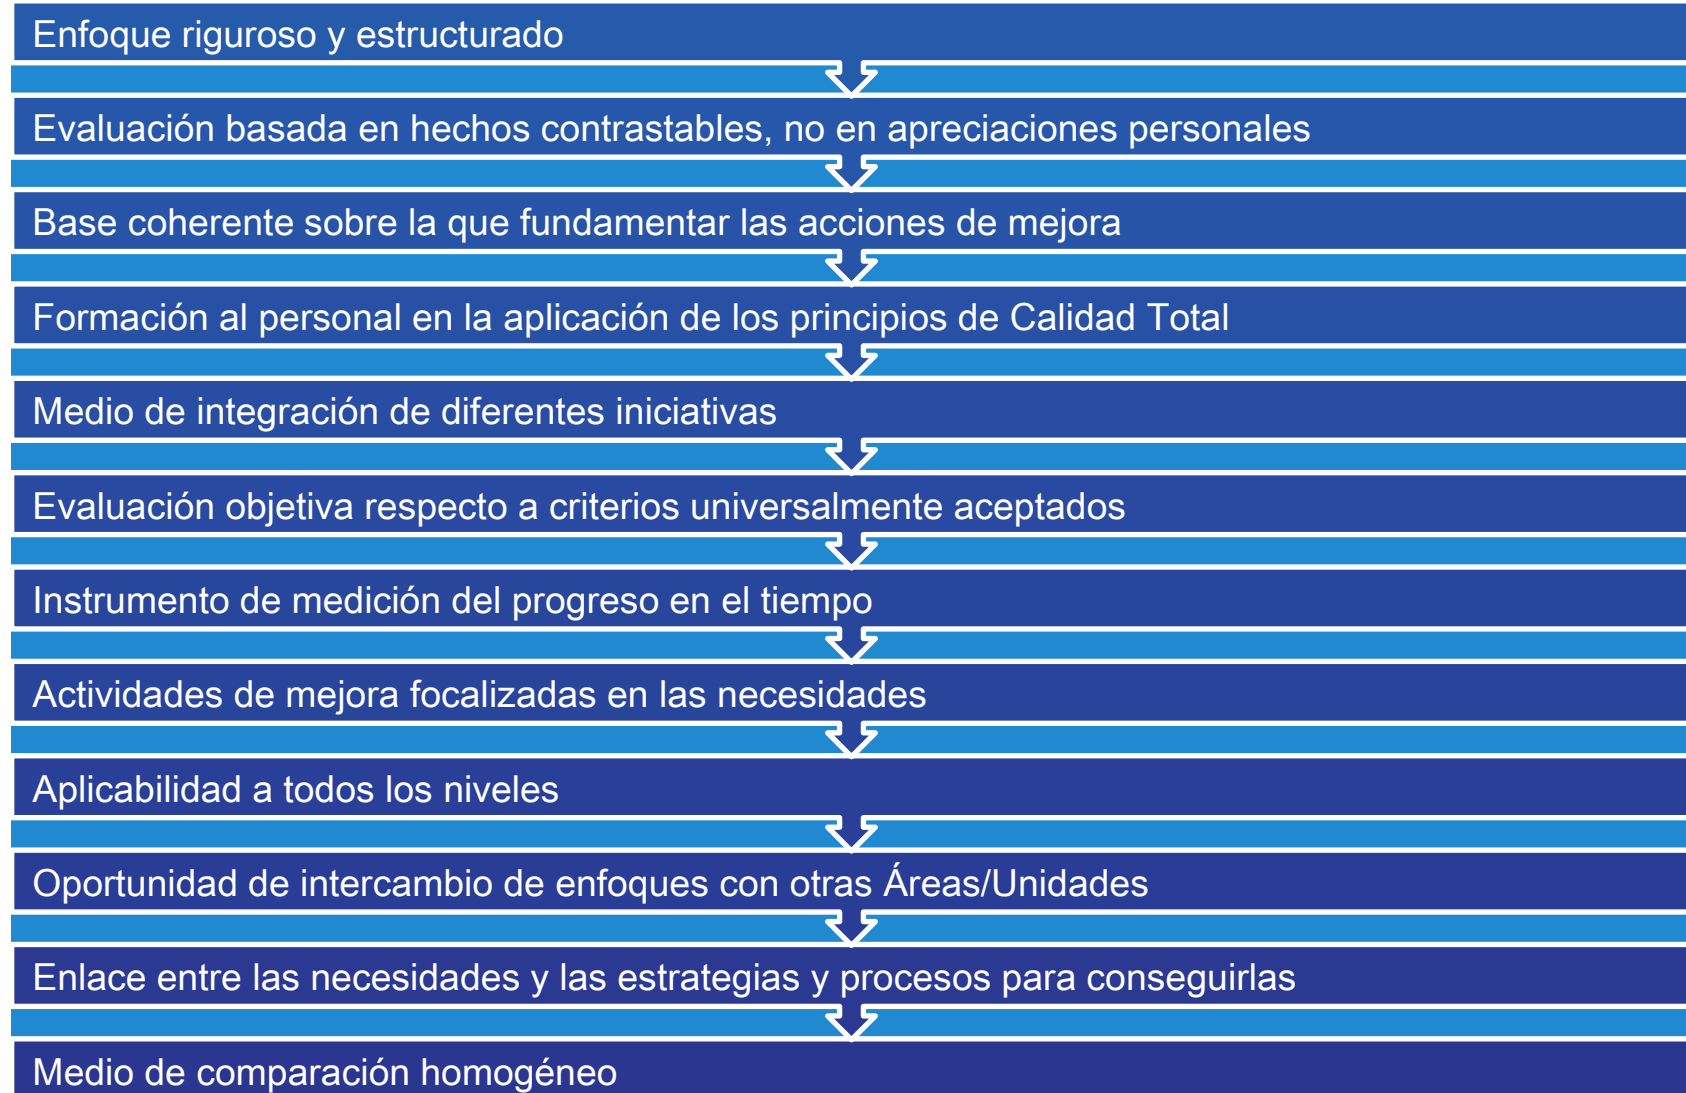 Enfoque riguroso y estructurado
Evaluación basada en hechos contrastables, no en apreciaciones personales
Base coherente sobre la que fundamentar las acciones de mejora
Formación al personal en la aplicación de los principios de Calidad Total
Medio de integración de diferentes iniciativas
Evaluación objetiva respecto a criterios universalmente aceptados
Instrumento de medición del progreso en el tiempo
Actividades de mejora focalizadas en las necesidades
Aplicabilidad a todos los niveles
Oportunidad de intercambio de enfoques con otras Áreas/Unidades
Enlace entre las necesidades y las estrategias y procesos para conseguirlas
Medio de comparación homogéneo